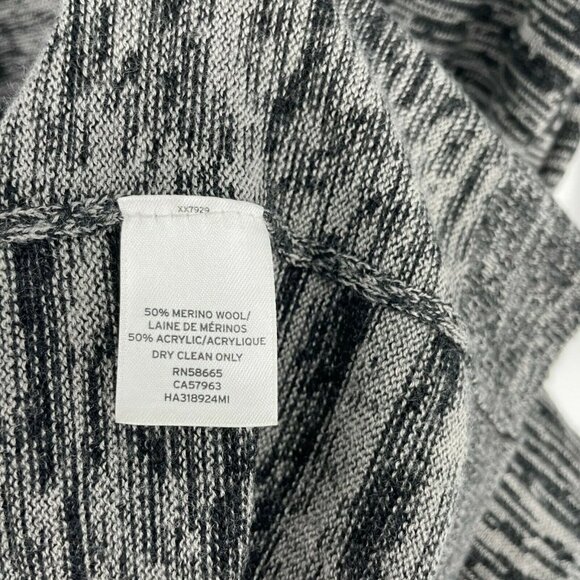 XX7929
50% MERINO WOOL/
LAINE DE MÉRINOS
50% ACRYLIC/ACRYLIQUE
DRY CLEAN ONLY
RN58665
CA57963
HA318924MI